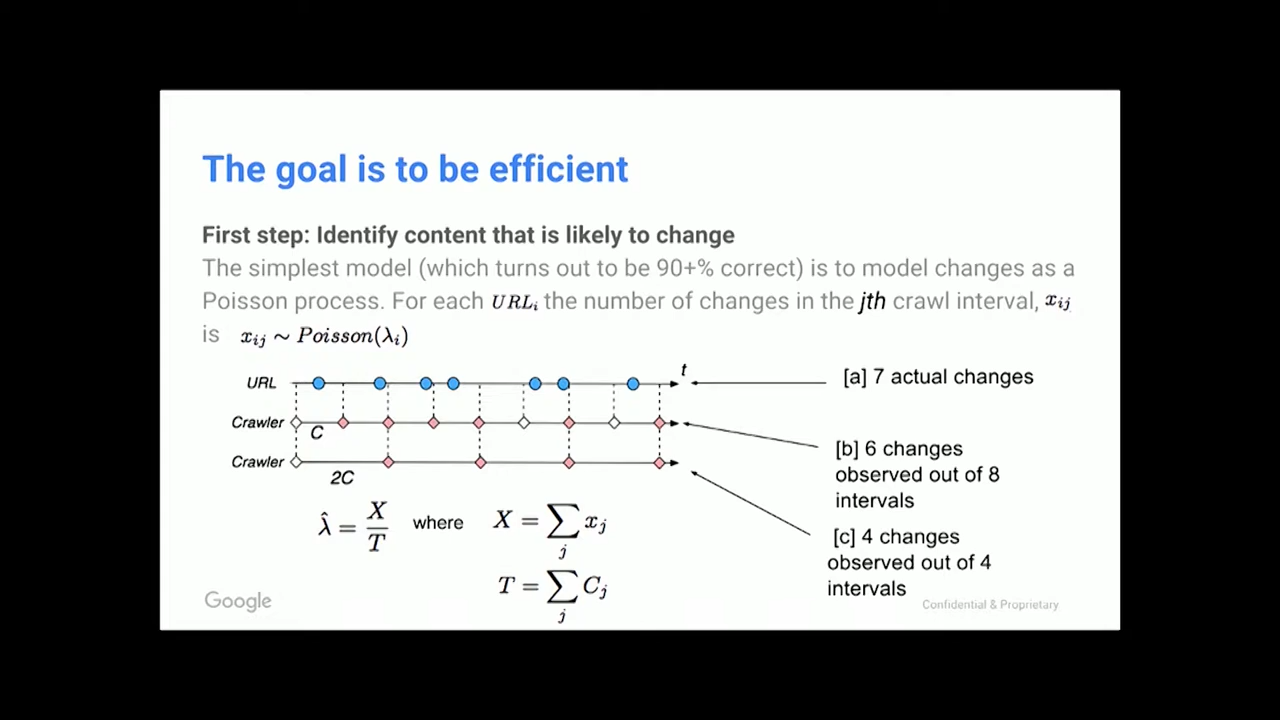 The goal is to be efficient
First step: Identify content that is likely to change
The simplest model (which turns out to be 90+% correct) is to model changes as a
Poisson process. For each URLᵢ the number of changes in the jth crawl interval, xᵢⱼ
is xᵢⱼ ~ Poisson(λᵢ)
URL
t
[a] 7 actual changes
Crawler
C
[b] 6 changes
observed out of 8
intervals
Crawler
2C
[c] 4 changes
observed out of 4
intervals
λ̂ = X/T where X = ∑ⱼ xⱼ
T = ∑ⱼ Cⱼ
Google
Confidential & Proprietary